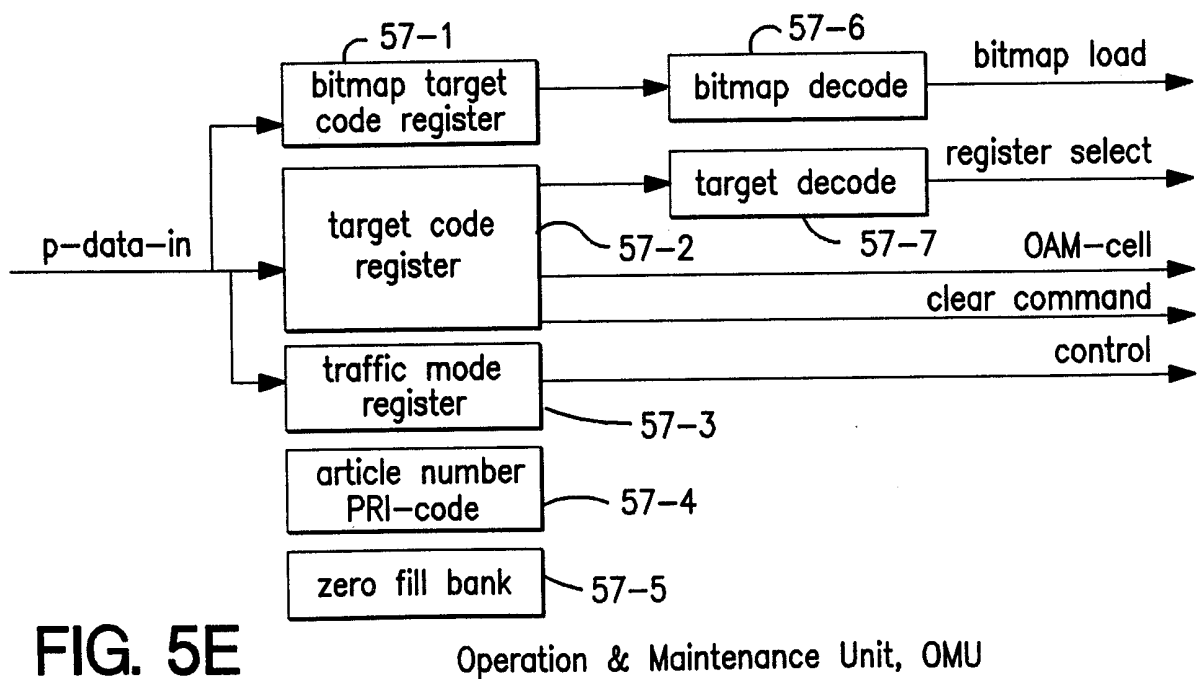 57-1
57-6
bitmap load
bitmap target
code register
bitmap decode
register select
target decode
p-data-in
target code
register
57-2
57-7
OAM-cell
clear command
control
traffic mode
register
57-3
article number
PRI-code
57-4
zero fill bank
57-5
FIG. 5E
Operation & Maintenance Unit, OMU